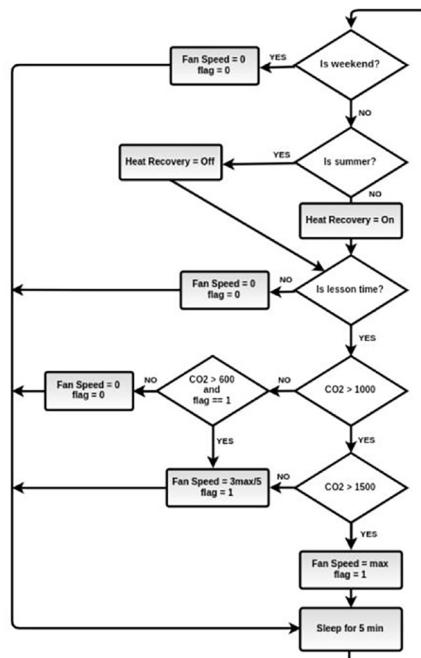 Is weekend?
YES
Fan Speed = 0
flag = 0
NO
Is summer?
YES
Heat Recovery = Off
NO
Heat Recovery = On
Is lesson time?
NO
Fan Speed = 0
flag = 0
YES
CO2 > 1000
NO
CO2 > 600
and
flag == 1
NO
Fan Speed = 0
flag = 0
YES
YES
CO2 > 1500
NO
Fan Speed = 3max/5
flag = 1
YES
Fan Speed = max
flag = 1
Sleep for 5 min